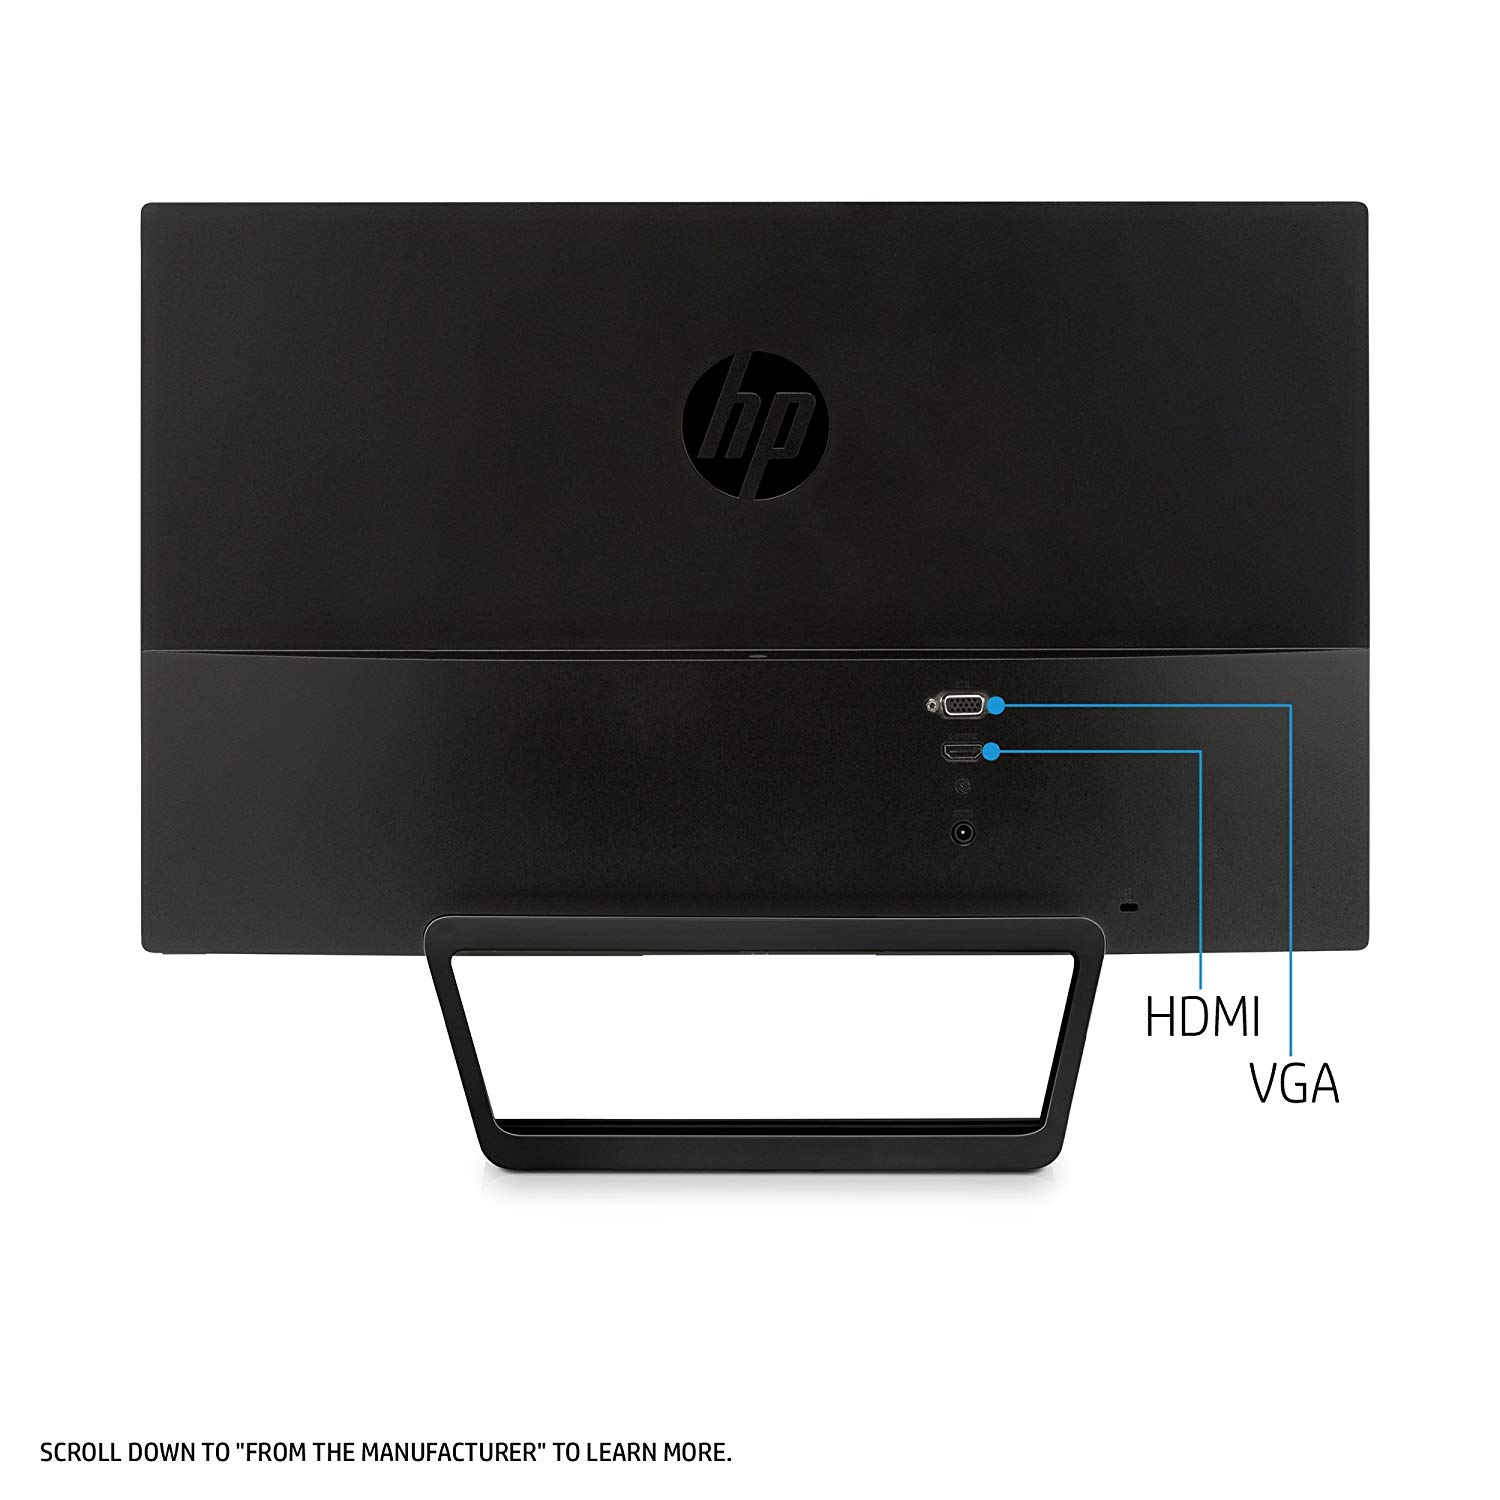 hp
HDMI
VGA
SCROLL DOWN TO "FROM THE MANUFACTURER" TO LEARN MORE.